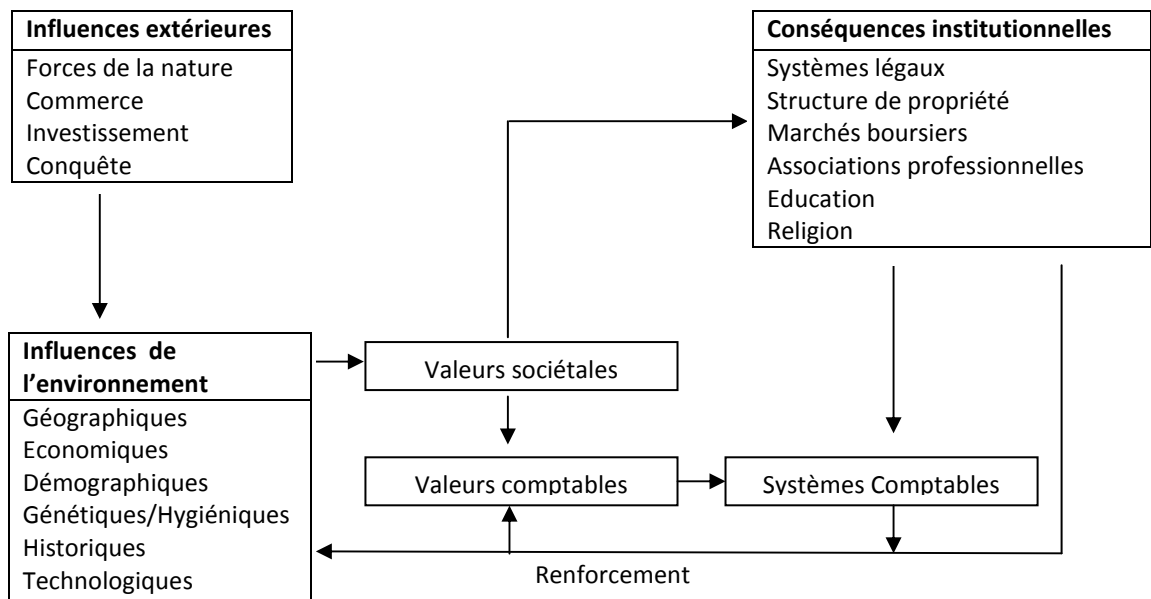 Influences extérieures
Forces de la nature
Commerce
Investissement
Conquête
Conséquences institutionnelles
Systèmes légaux
Structure de propriété
Marchés boursiers
Associations professionnelles
Education
Religion
Influences de
l’environnement
Géographiques
Economiques
Démographiques
Génétiques/Hygiéniques
Historiques
Technologiques
Valeurs sociétales
Valeurs comptables
Systèmes Comptables
Renforcement